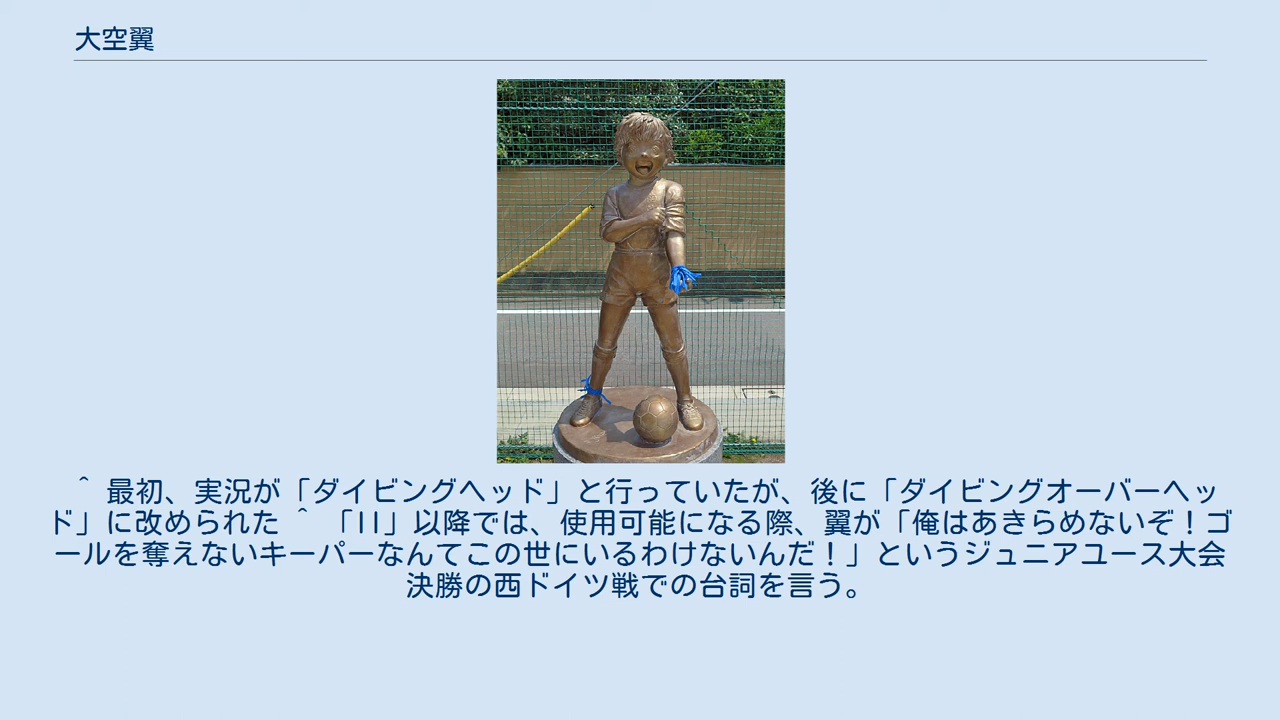 大空翼
＾ 最初、実況が「ダイビングヘッド」と行っていたが、後に「ダイビングオーバーヘッ
ド」に改められた ＾ 「II」以降では、使用可能になる際、翼が「俺はあきらめないぞ！ゴ
ールを奪えないキーパーなんてこの世にいるわけないんだ！」というジュニアユース大会
決勝の西ドイツ戦での台詞を言う。